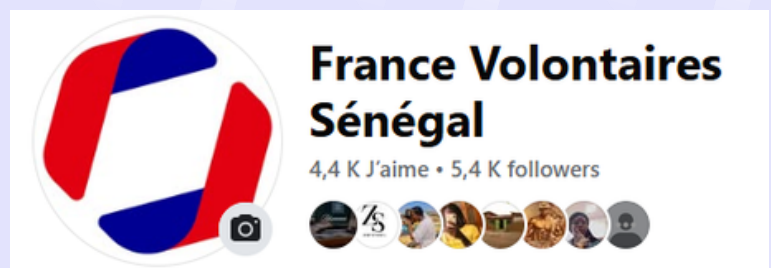 France Volontaires
Sénégal
4,4 K J'aime • 5,4 K followers